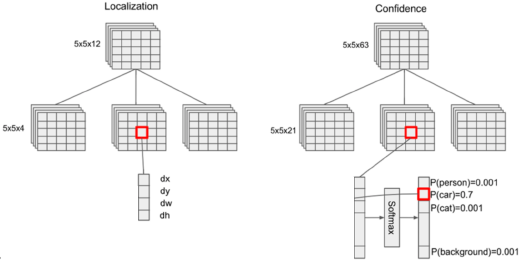 Localization
5x5x12
5x5x4
dx
dy
dw
dh
Confidence
5x5x63
5x5x21
Softmax
P(person)=0.001
P(car)=0.7
P(cat)=0.001
P(background)=0.001